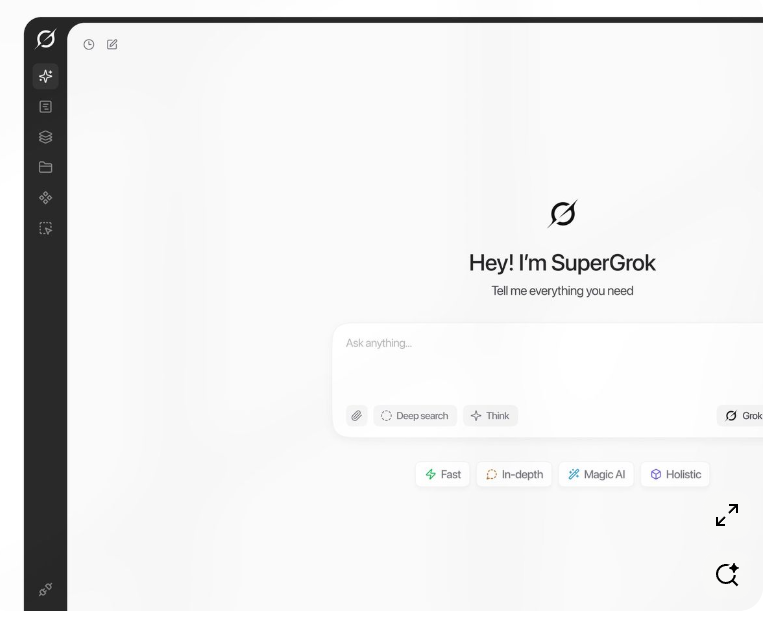 Hey! I'm SuperGrok
Tell me everything you need
Ask anything...
Deep search
Think
Grok
Fast
In-depth
Magic AI
Holistic